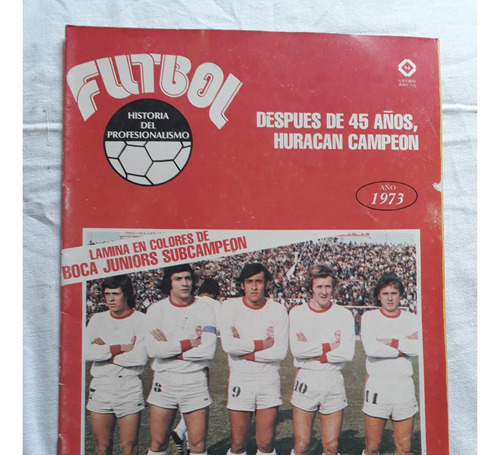 FUTBOL
HISTORIA
DEL
PROFESIONALISMO
DESPUES DE 45 AÑOS,
HURACAN CAMPEON
AÑO
1973
LAMINA EN COLORES DE
BOCA JUNIORS SUBCAMPEON
8
9
10
11